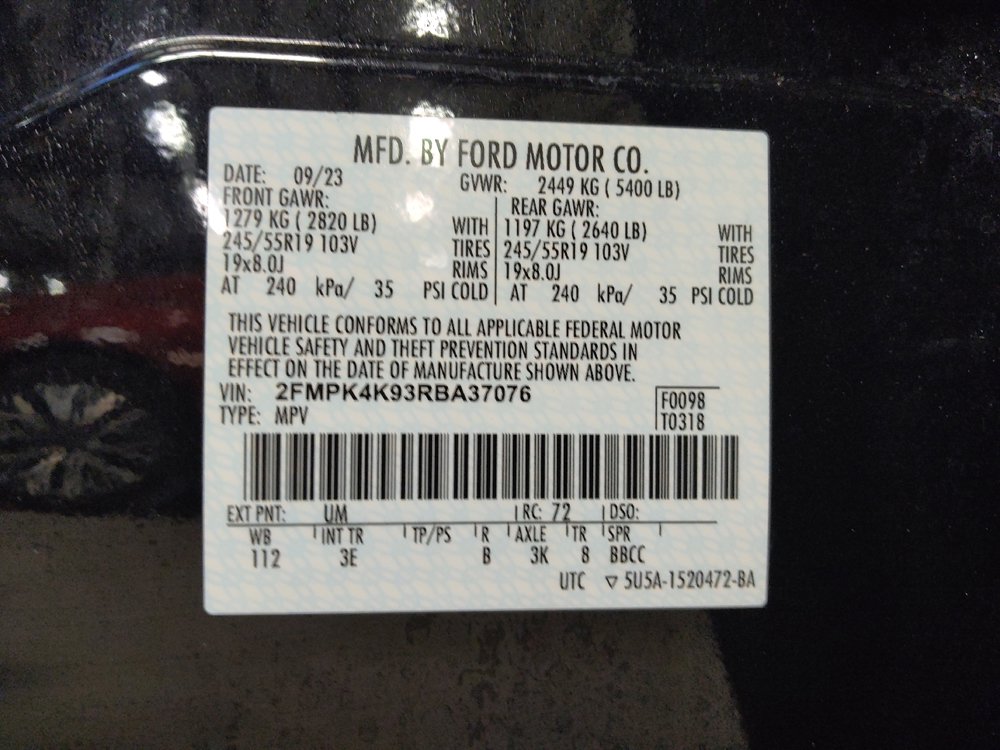 MFD. BY FORD MOTOR CO.
DATE: 09/23 GVWR: 2449 KG ( 5400 LB)
FRONT GAWR: REAR GAWR:
1279 KG ( 2820 LB) WITH 1197 KG ( 2640 LB) WITH
245/55R19 103V TIRES 245/55R19 103V TIRES
19x8.0J RIMS 19x8.0J RIMS
AT 240 kPa/ 35 PSI COLD AT 240 kPa/ 35 PSI COLD
THIS VEHICLE CONFORMS TO ALL APPLICABLE FEDERAL MOTOR
VEHICLE SAFETY AND THEFT PREVENTION STANDARDS IN
EFFECT ON THE DATE OF MANUFACTURE SHOWN ABOVE.
VIN: 2FMPK4K93RBA37076 F0098
TYPE: MPV T0318
EXT PNT: UM RC: 72 DSO:
WB INT TR TP/PS R AXLE TR SPR
112 3E B 3K 8 BBCC
UTC ▽ 5U5A-1520472-BA